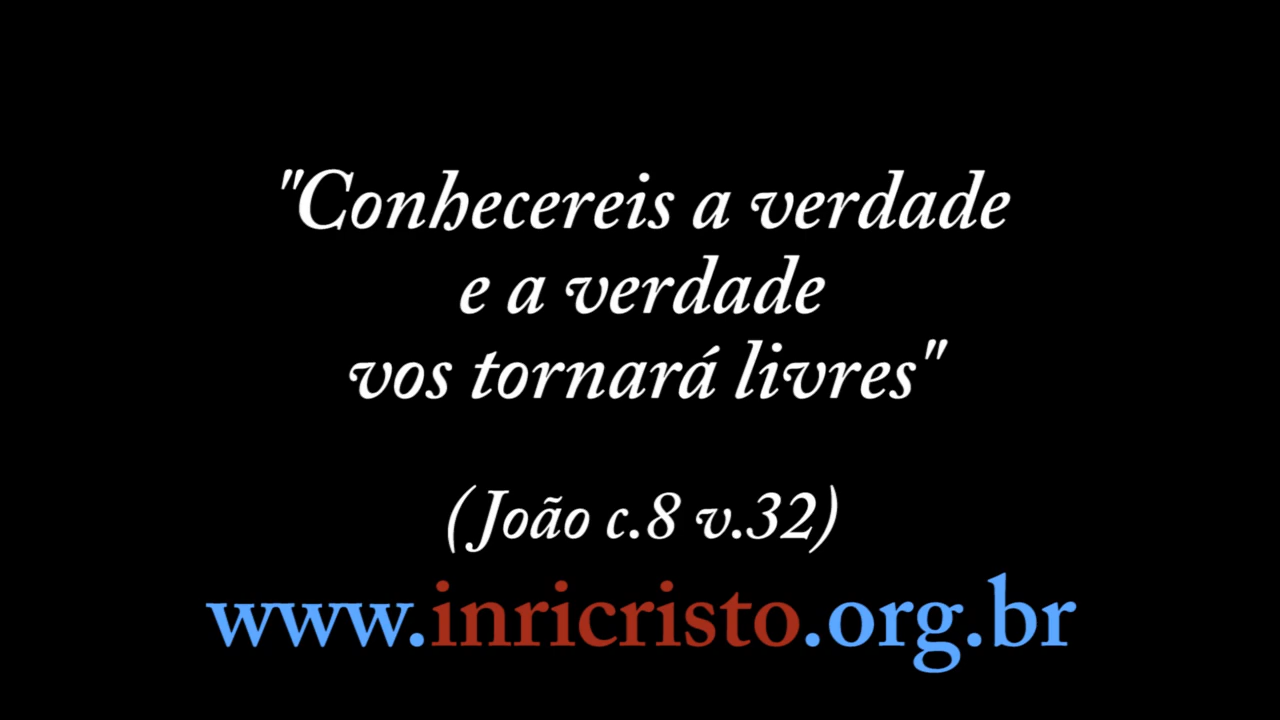 "Conhecereis a verdade
e a verdade
vos tornará livres"
(João c.8 v.32)
www.inricristo.org.br